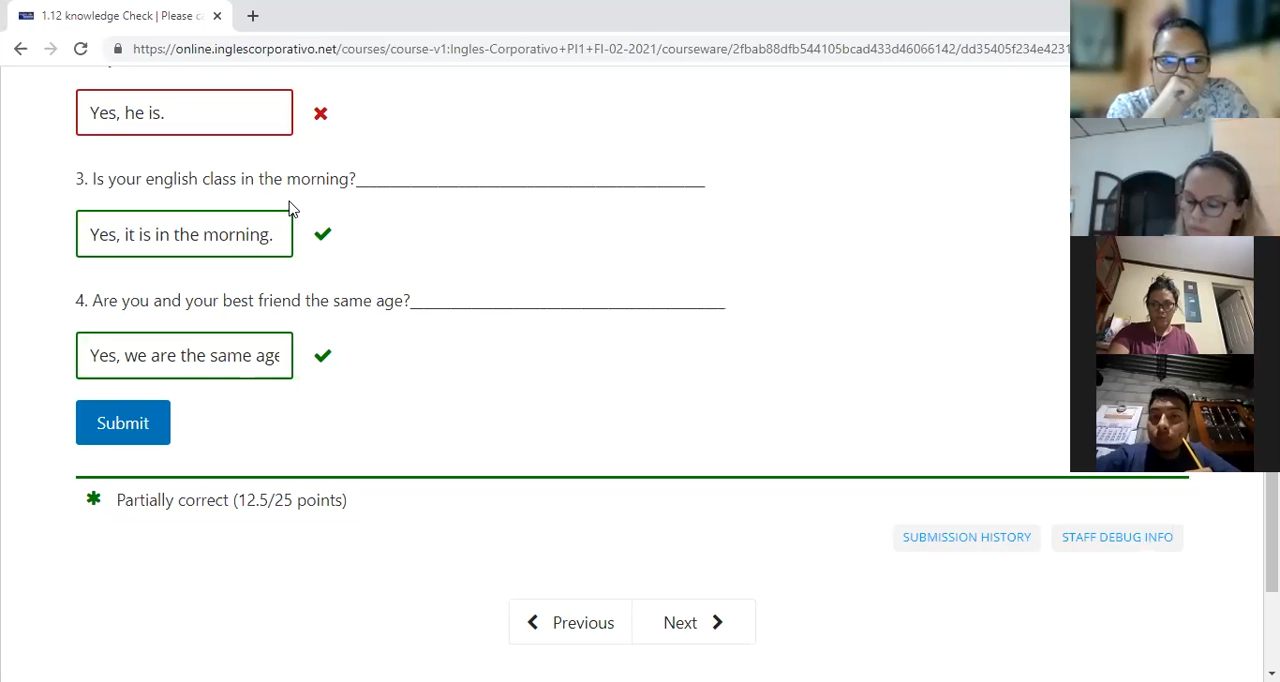 1.12 knowledge Check | Please
https://online.inglescorporativo.net/courses/course-v1:Ingles-Corporativo+PI1+FI-02-2021/courseware/2fbab88dfb544105bcad433d46066142/dd35405f234e4231
Yes, he is.
3. Is your english class in the morning?
Yes, it is in the morning.
4. Are you and your best friend the same age?
Yes, we are the same age
Submit
Partially correct (12.5/25 points)
SUBMISSION HISTORY
STAFF DEBUG INFO
Previous
Next